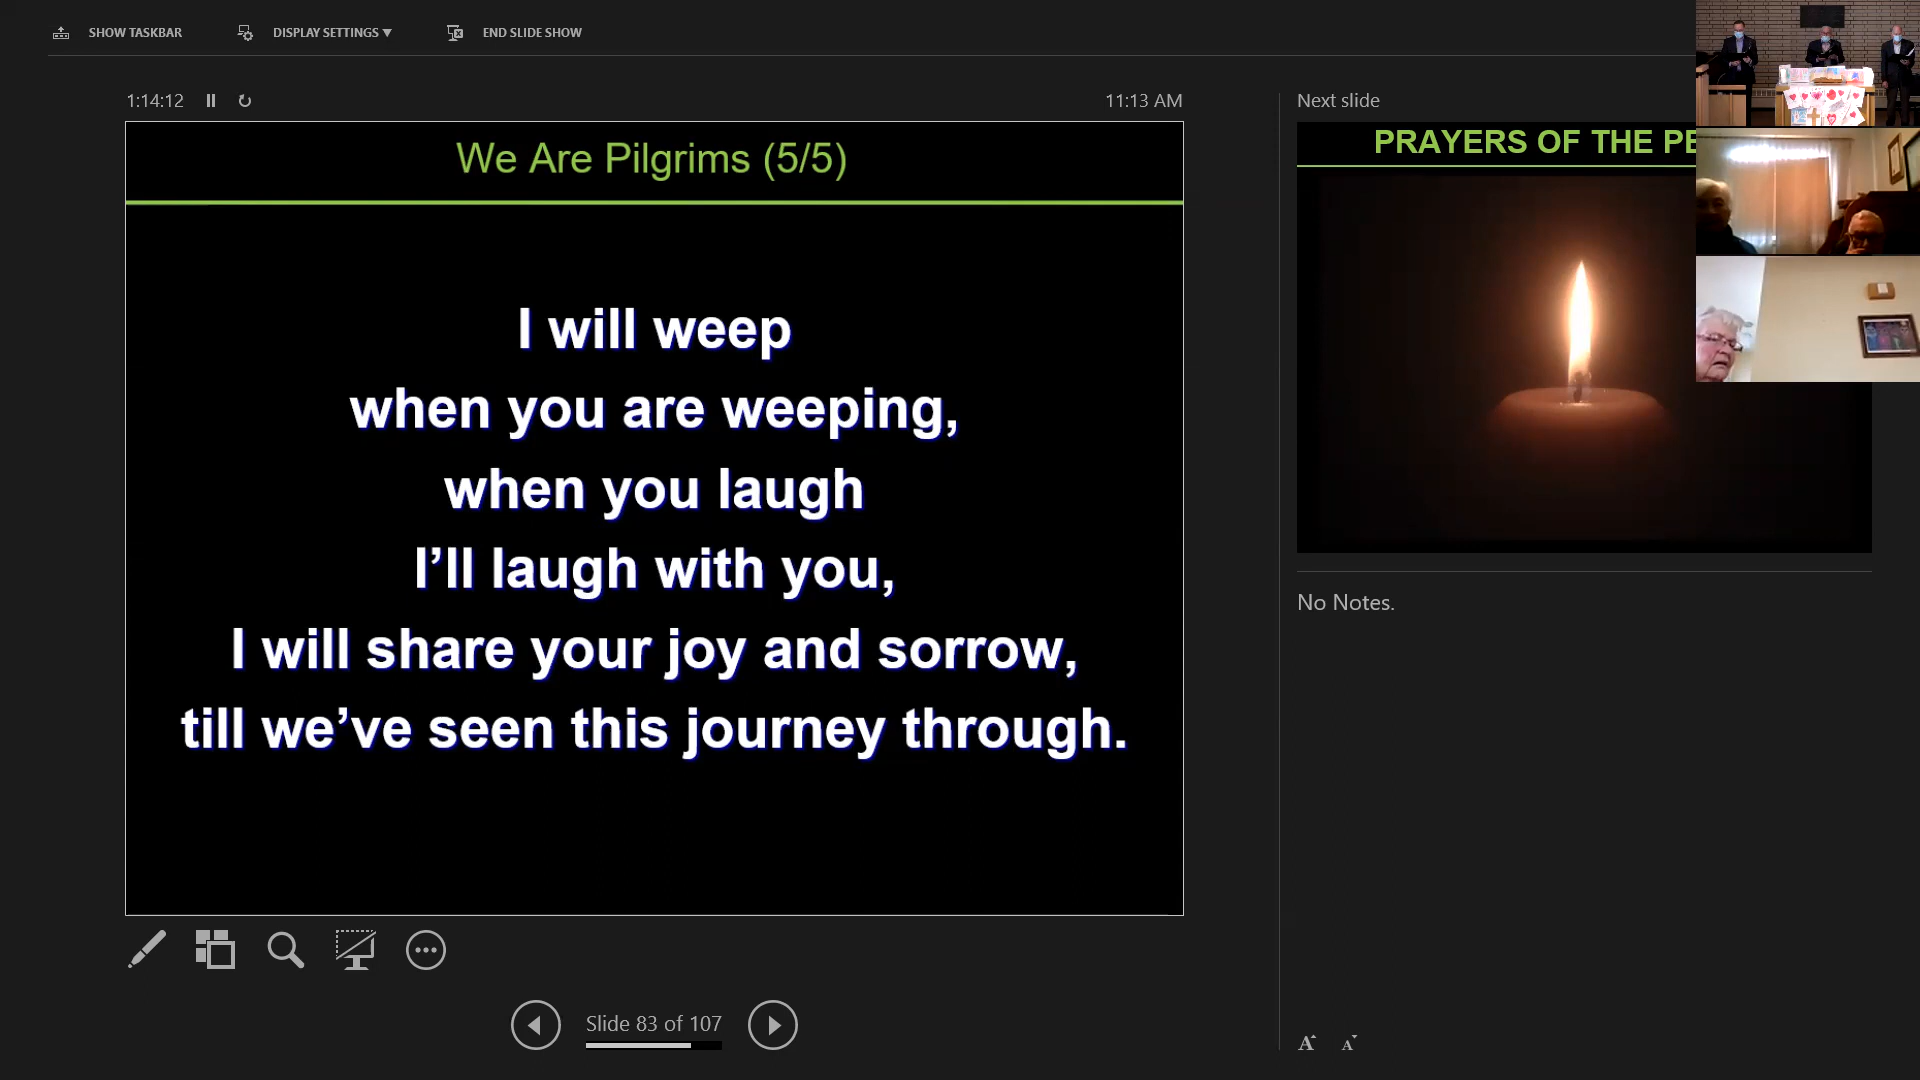 SHOW TASKBAR
DISPLAY SETTINGS
END SLIDE SHOW
1:14:12
11:13 AM
We Are Pilgrims (5/5)
I will weep
when you are weeping,
when you laugh
I’ll laugh with you,
I will share your joy and sorrow,
till we’ve seen this journey through.
Slide 83 of 107
Next slide
PRAYERS OF THE PE
No Notes.
A A